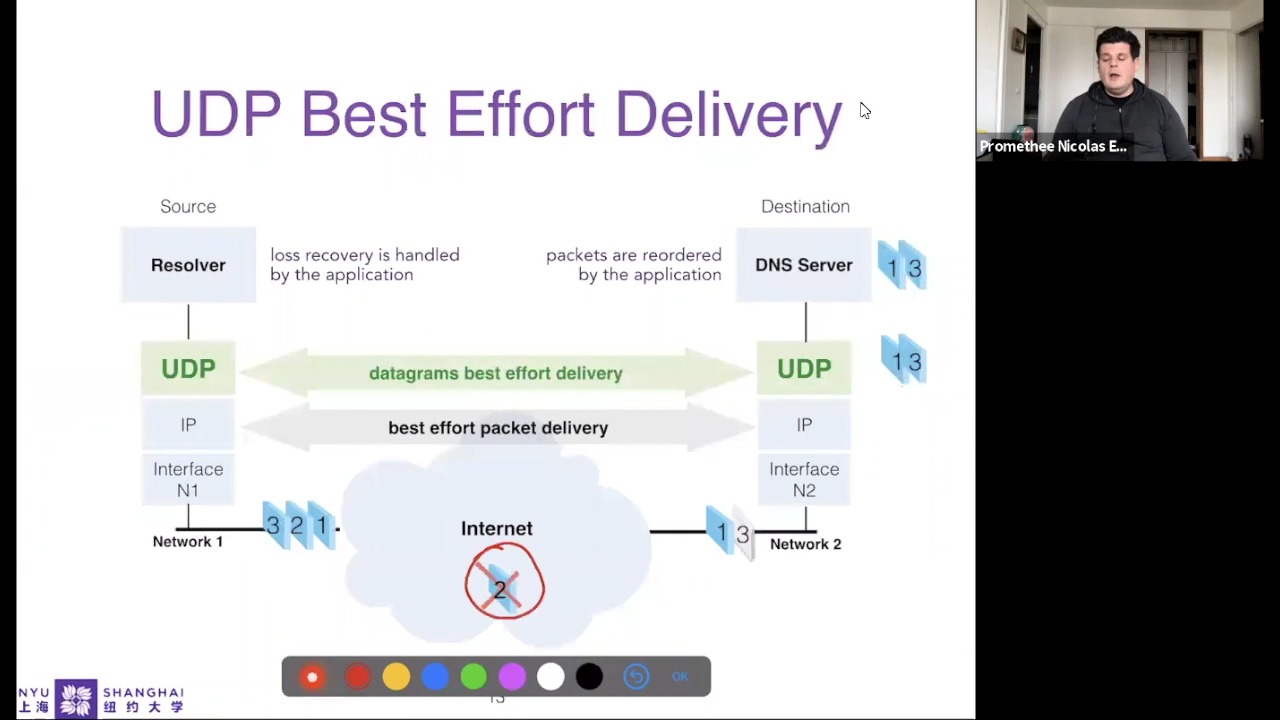 UDP Best Effort Delivery
Promethee Nicolas E...
Source
Destination
Resolver
loss recovery is handled
by the application
packets are reordered
by the application
DNS Server
1 3
UDP
datagrams best effort delivery
UDP
1 3
IP
best effort packet delivery
IP
Interface
N1
Interface
N2
3 2 1
Internet
1 3
Network 1
Network 2
2
OK
13
NYU SHANGHAI
上海 纽约大学